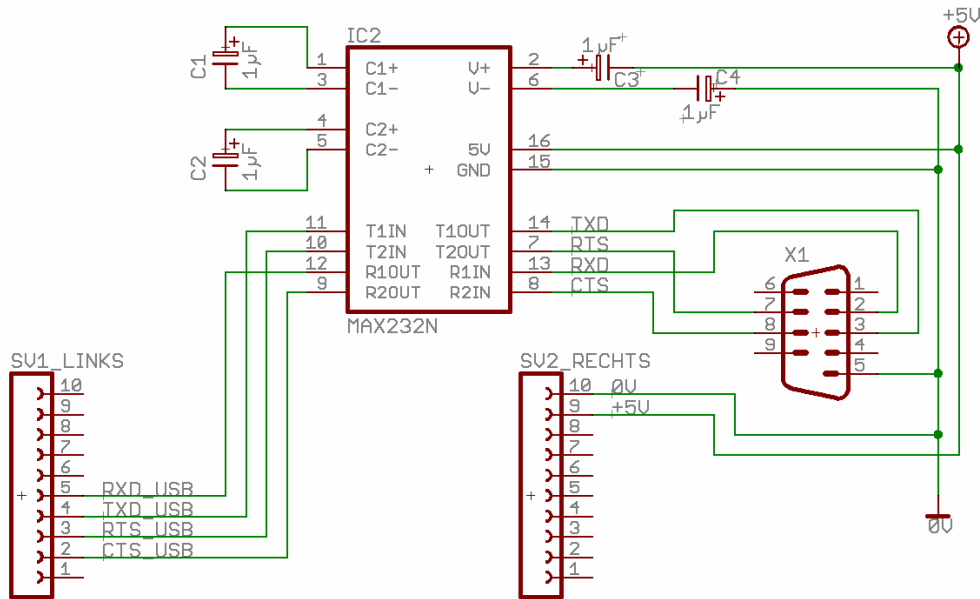 +5V
IC2
C1
1µF
1
3
C1+
C1-
V+
V-
2
6
1µF
C3
C4
1µF
C2
1µF
4
5
C2+
C2-
5V
GND
16
15
11
10
12
9
T1IN
T2IN
R1OUT
R2OUT
T1OUT
T2OUT
R1IN
R2IN
14
7
13
8
TXD
RTS
RXD
CTS
MAX232N
X1
6
7
8
9
1
2
3
4
5
SV1_LINKS
10
9
8
7
6
5
4
3
2
1
RXD_USB
TXD_USB
RTS_USB
CTS_USB
SV2_RECHTS
10
9
8
7
6
5
4
3
2
1
0V
+5V
0V